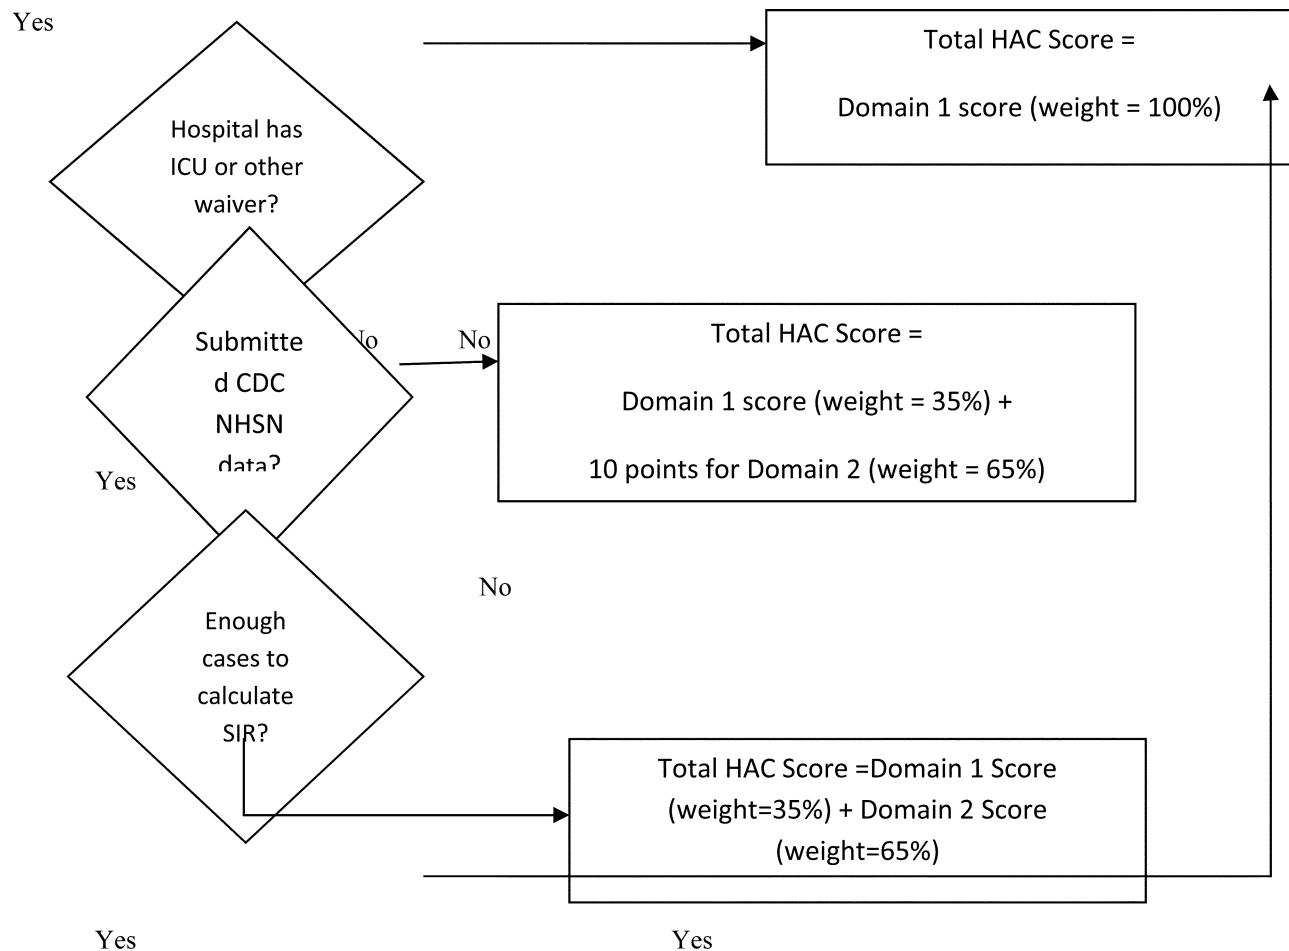 Yes
Total HAC Score =
Domain 1 score (weight = 100%)
Hospital has
ICU or other
waiver?
No
No
Total HAC Score =
Domain 1 score (weight = 35%) +
10 points for Domain 2 (weight = 65%)
Submitte
d CDC
NHSN
data?
Yes
No
Enough
cases to
calculate
SIR?
Total HAC Score =Domain 1 Score
(weight=35%) + Domain 2 Score
(weight=65%)
Yes
Yes